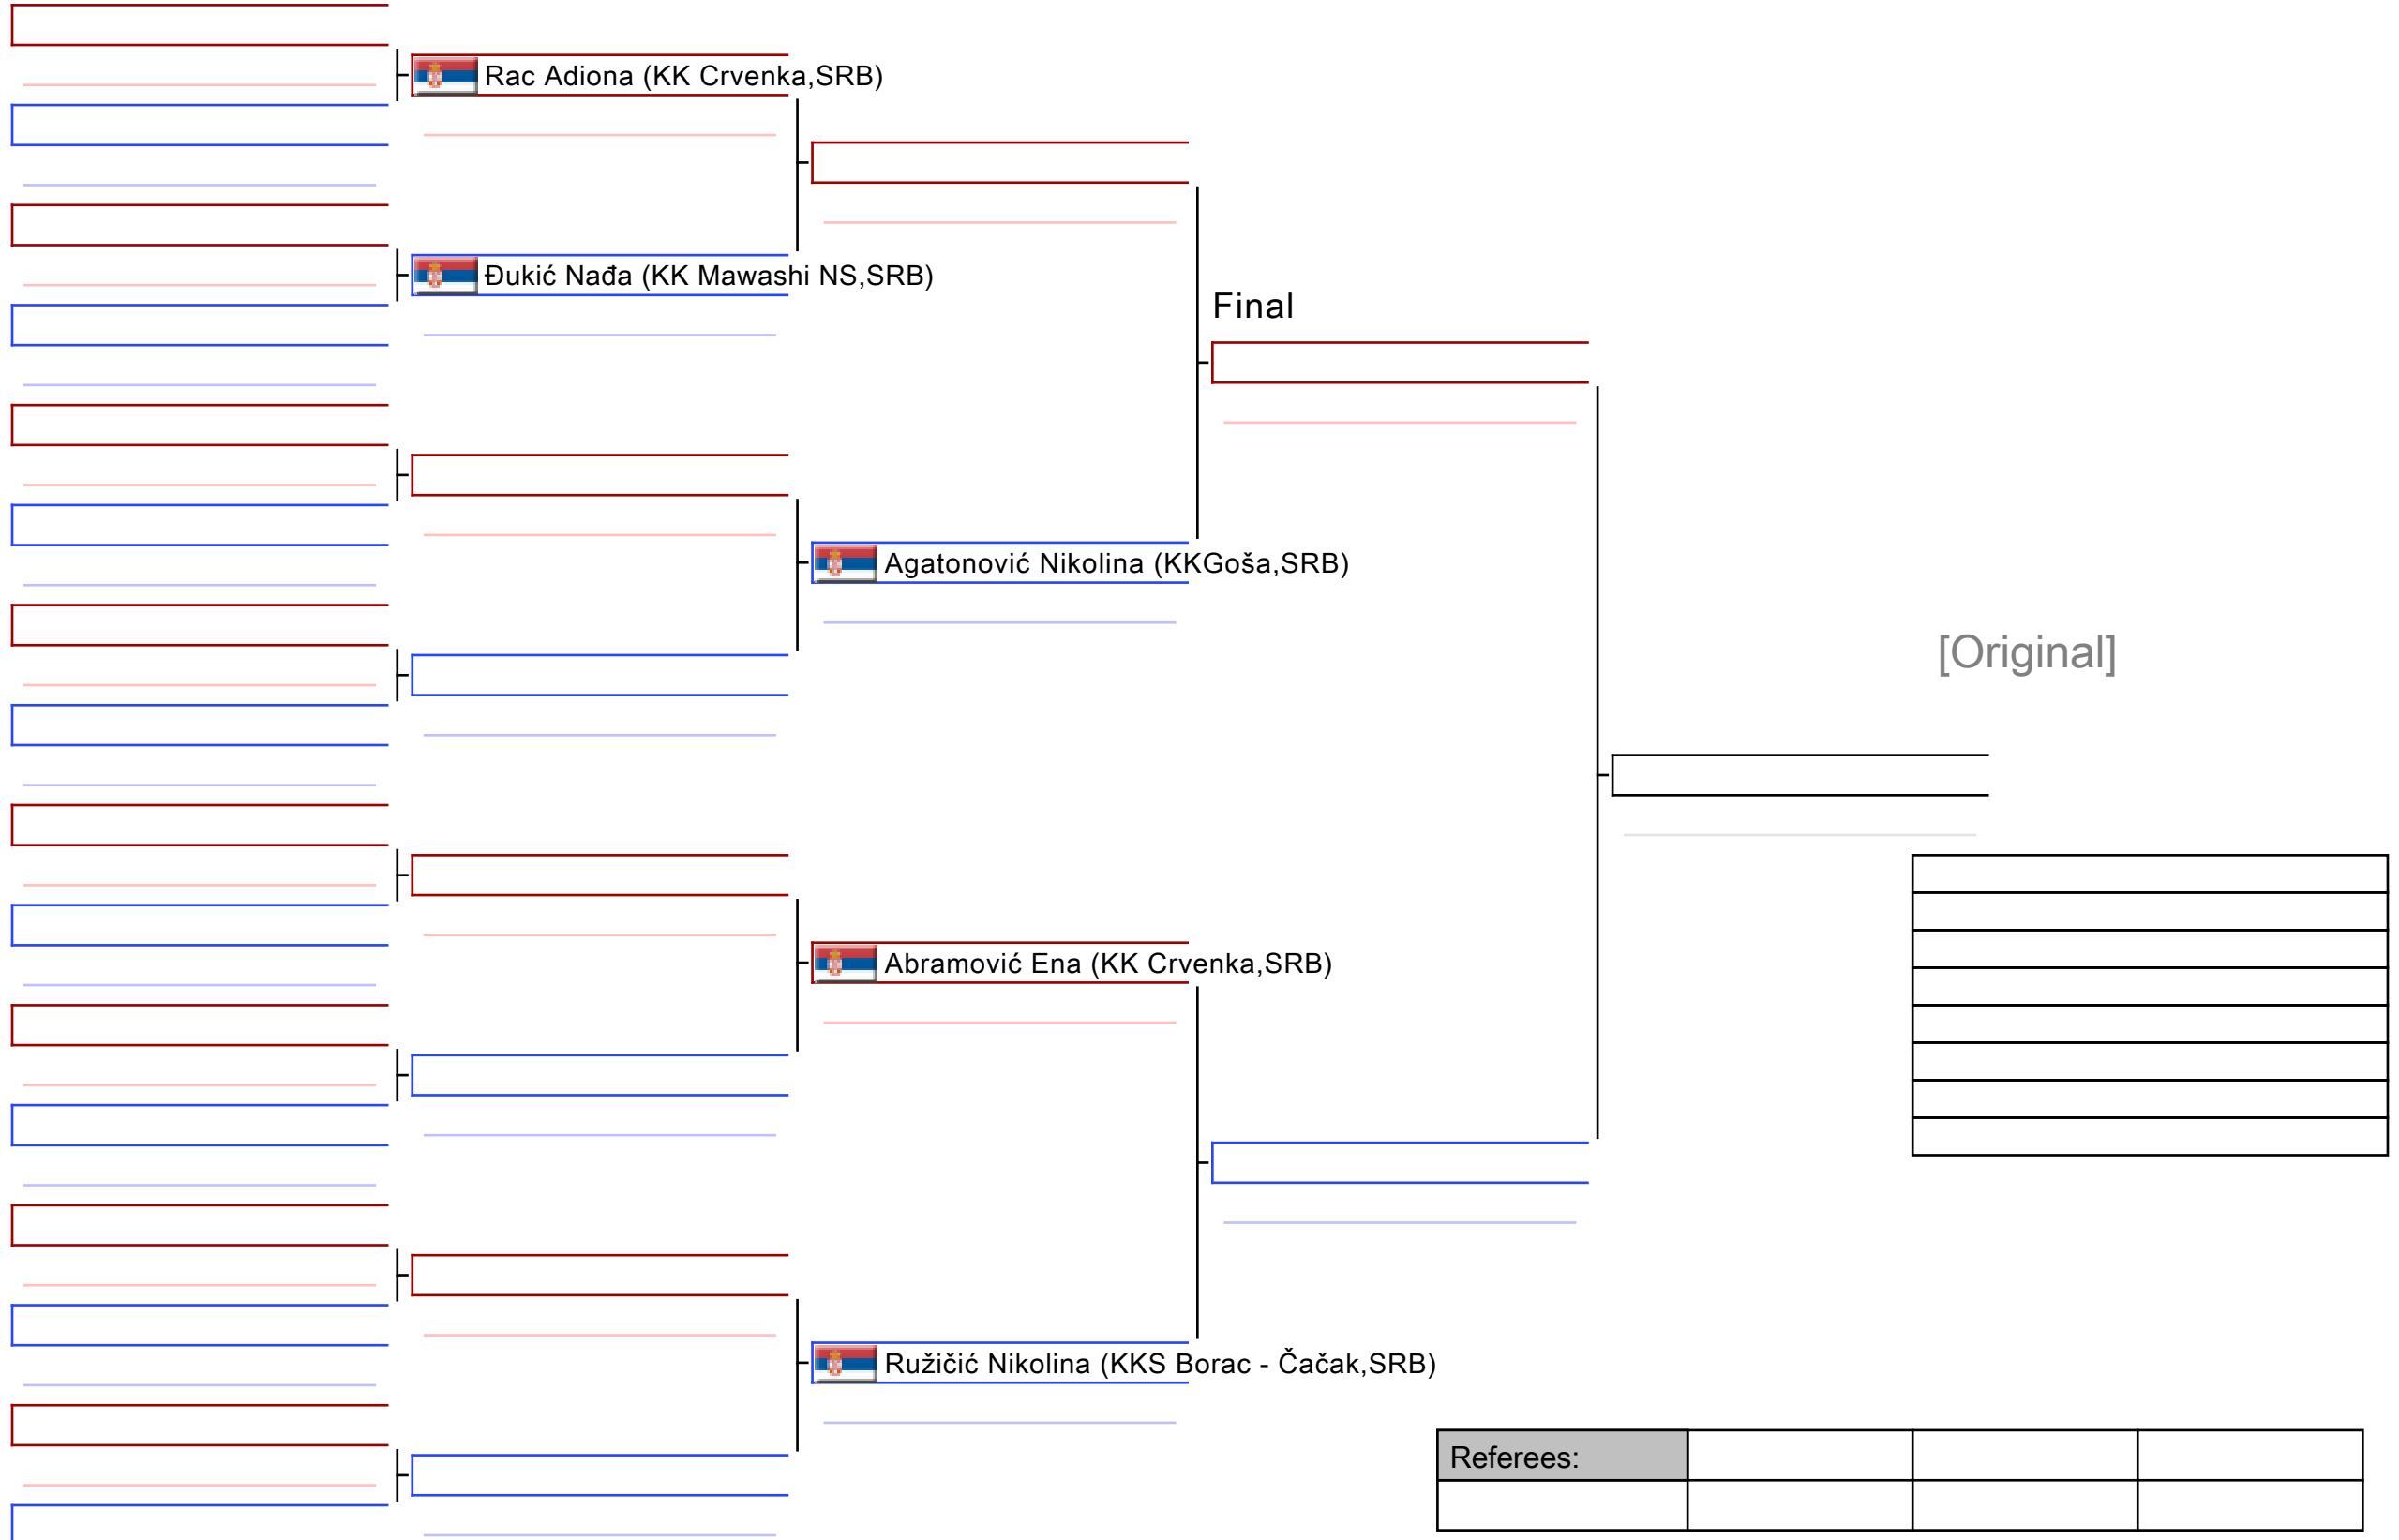 Rac Adiona (KK Crvenka,SRB)
Đukić Nađa (KK Mawashi NS,SRB)
Final
Agatonović Nikolina (KKGoša,SRB)
[Original]
Abramović Ena (KK Crvenka,SRB)
Ružičić Nikolina (KKS Borac - Čačak,SRB)
Referees: